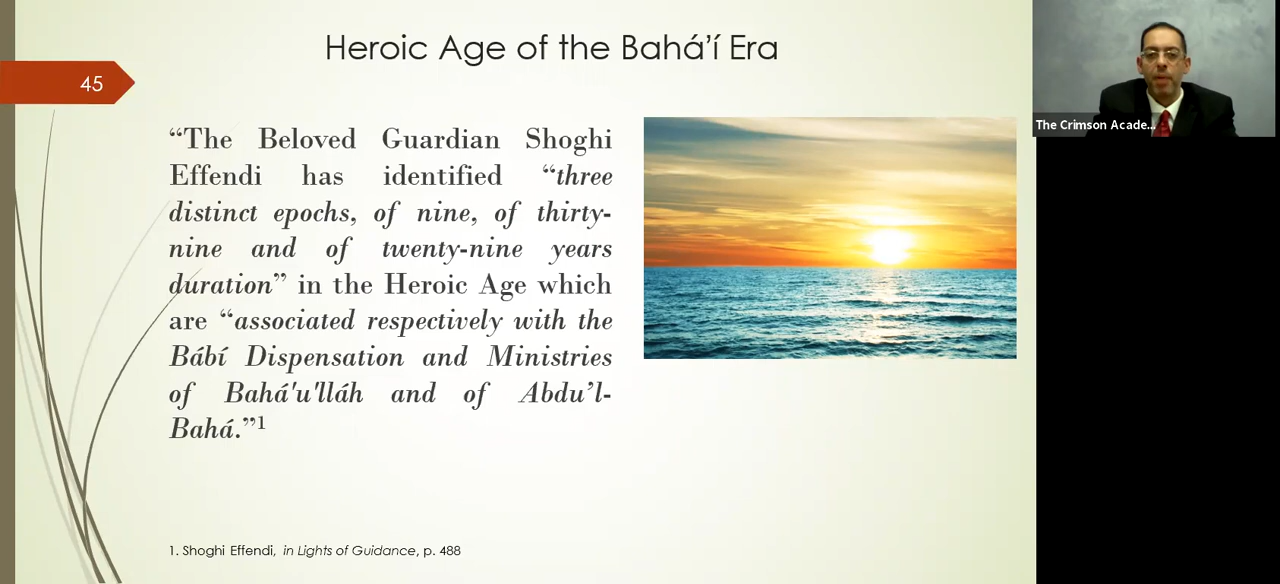 Heroic Age of the Bahá’í Era
45
“The Beloved Guardian Shoghi
Effendi has identified “three
distinct epochs, of nine, of thirty-
nine and of twenty-nine years
duration” in the Heroic Age which
are “associated respectively with the
Bábí Dispensation and Ministries
of Bahá'u'lláh and of Abdu’l-
Bahá.”1
1. Shoghi Effendi, in Lights of Guidance, p. 488
The Crimson Acade...